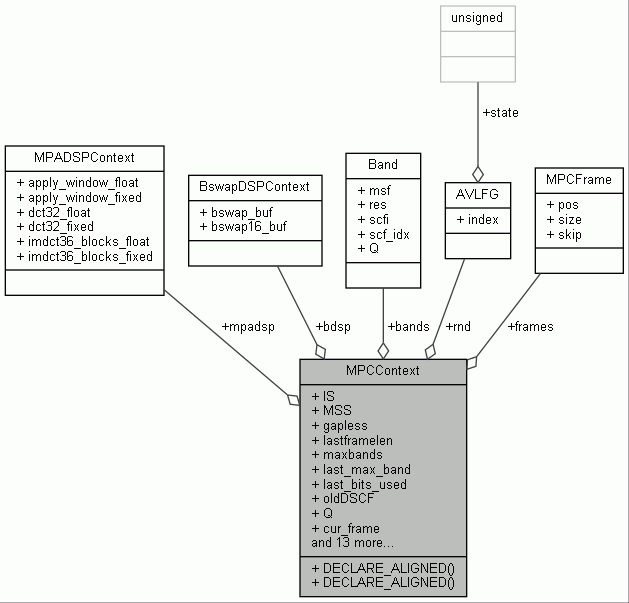 unsigned
+state
MPADSPContext
+ apply_window_float
+ apply_window_fixed
+ dct32_float
+ dct32_fixed
+ imdct36_blocks_float
+ imdct36_blocks_fixed
BswapDSPContext
+ bswap_buf
+ bswap16_buf
Band
+ msf
+ res
+ scfi
+ scf_idx
+ Q
AVLFG
+ index
MPCFrame
+ pos
+ size
+ skip
+mpadsp
+bdsp
+bands
+rnd
+frames
MPCContext
+ IS
+ MSS
+ gapless
+ lastframelen
+ maxbands
+ last_max_band
+ last_bits_used
+ oldDSCF
+ Q
+ cur_frame
and 13 more...
+ DECLARE_ALIGNED()
+ DECLARE_ALIGNED()